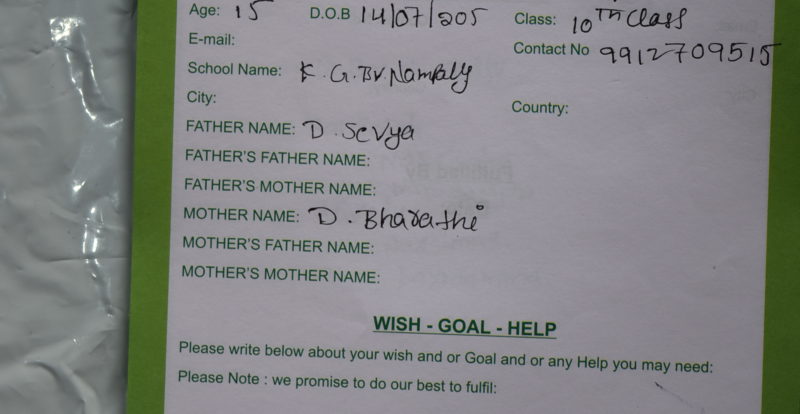 Age: 15 D.O.B 14/07/205 Class: 10th class
E-mail: Contact No 9912709515
School Name: K.G.Bv.Nampally
City: Country:
FATHER NAME: D. Sevya
FATHER'S FATHER NAME:
FATHER'S MOTHER NAME:
MOTHER NAME: D. Bharathi
MOTHER'S FATHER NAME:
MOTHER'S MOTHER NAME:
WISH - GOAL - HELP
Please write below about your wish and or Goal and or any Help you may need:
Please Note : we promise to do our best to fulfil: